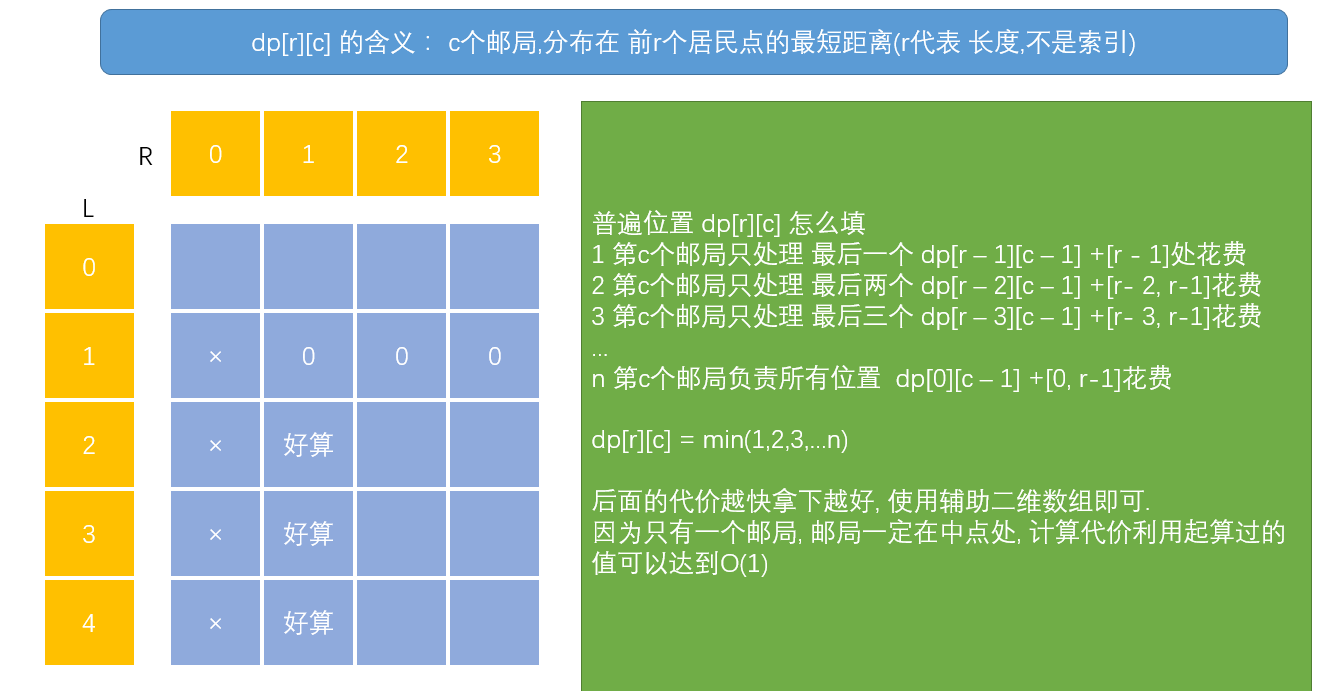 dp[r][c] 的含义： c个邮局,分布在 前r个居民点的最短距离(r代表 长度,不是索引)
R
0 1 2 3
L
0
1 × 0 0 0
2 × 好算
3 × 好算
4 × 好算
普遍位置 dp[r][c] 怎么填
1 第c个邮局只处理 最后一个 dp[r – 1][c – 1] +[r - 1]处花费
2 第c个邮局只处理 最后两个 dp[r – 2][c – 1] +[r- 2, r-1]花费
3 第c个邮局只处理 最后三个 dp[r – 3][c – 1] +[r- 3, r-1]花费
...
n 第c个邮局负责所有位置  dp[0][c – 1] +[0, r-1]花费
dp[r][c] = min(1,2,3,...n)
后面的代价越快拿下越好, 使用辅助二维数组即可.
因为只有一个邮局, 邮局一定在中点处, 计算代价利用起算过的
值可以达到O(1)